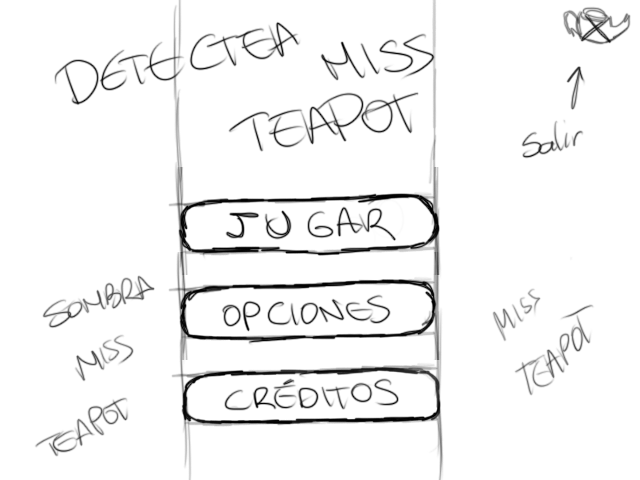 DETECTEA MISS
TEAPOT
Salir
JUGAR
OPCIONES
CRÉDITOS
SOMBRA
MISS
TEAPOT
MISS
TEAPOT